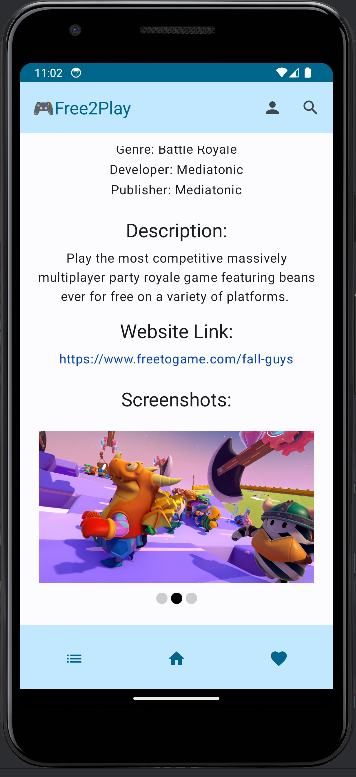 11:02
Free2Play
Genre: Battle Royale
Developer: Mediatonic
Publisher: Mediatonic
Description:
Play the most competitive massively
multiplayer party royale game featuring beans
ever for free on a variety of platforms.
Website Link:
https://www.freetogame.com/fall-guys
Screenshots: